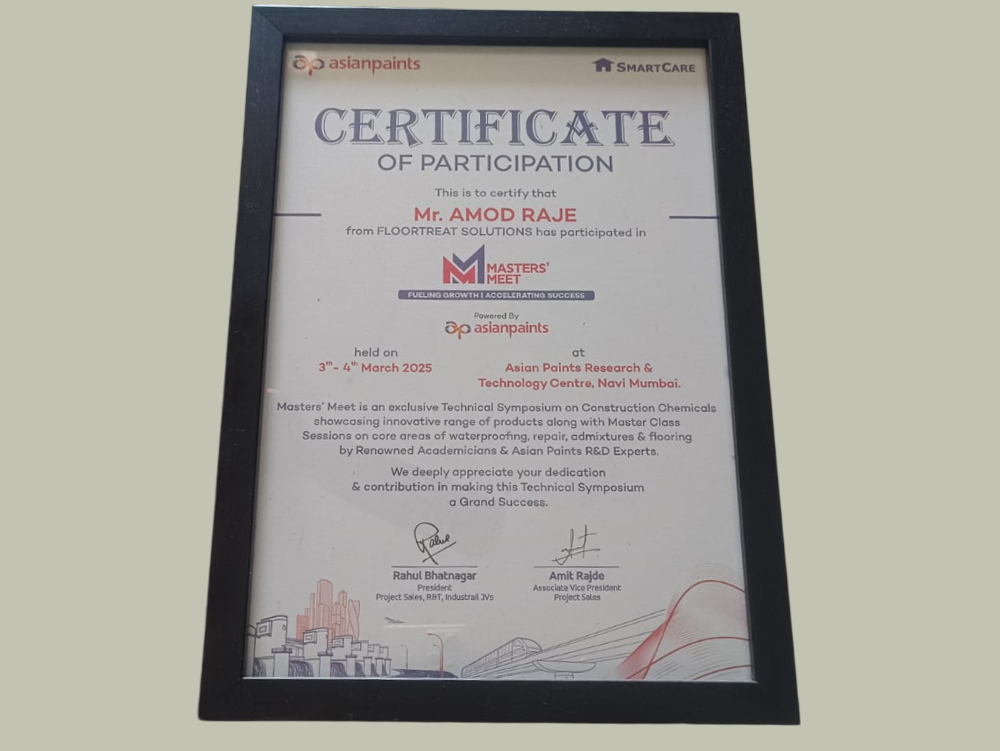 asianpaints
SMARTCARE
CERTIFICATE
OF PARTICIPATION
This is to certify that
Mr. AMOD RAJE
from FLOORTREAT SOLUTIONS has participated in
MASTERS'
MEET
FUELING GROWTH | ACCELERATING SUCCESS
Powered By
asianpaints
held on
3rd- 4th March 2025
at
Asian Paints Research &
Technology Centre, Navi Mumbai.
Masters' Meet is an exclusive Technical Symposium on Construction Chemicals
showcasing innovative range of products along with Master Class
Sessions on core areas of waterproofing, repair, admixtures & flooring
by Renowned Academicians & Asian Paints R&D Experts.
We deeply appreciate your dedication
& contribution in making this Technical Symposium
a Grand Success.
Rahul Bhatnagar
President
Project Sales, R&T, Industrail JVs
Amit Rajde
Associate Vice President
Project Sales